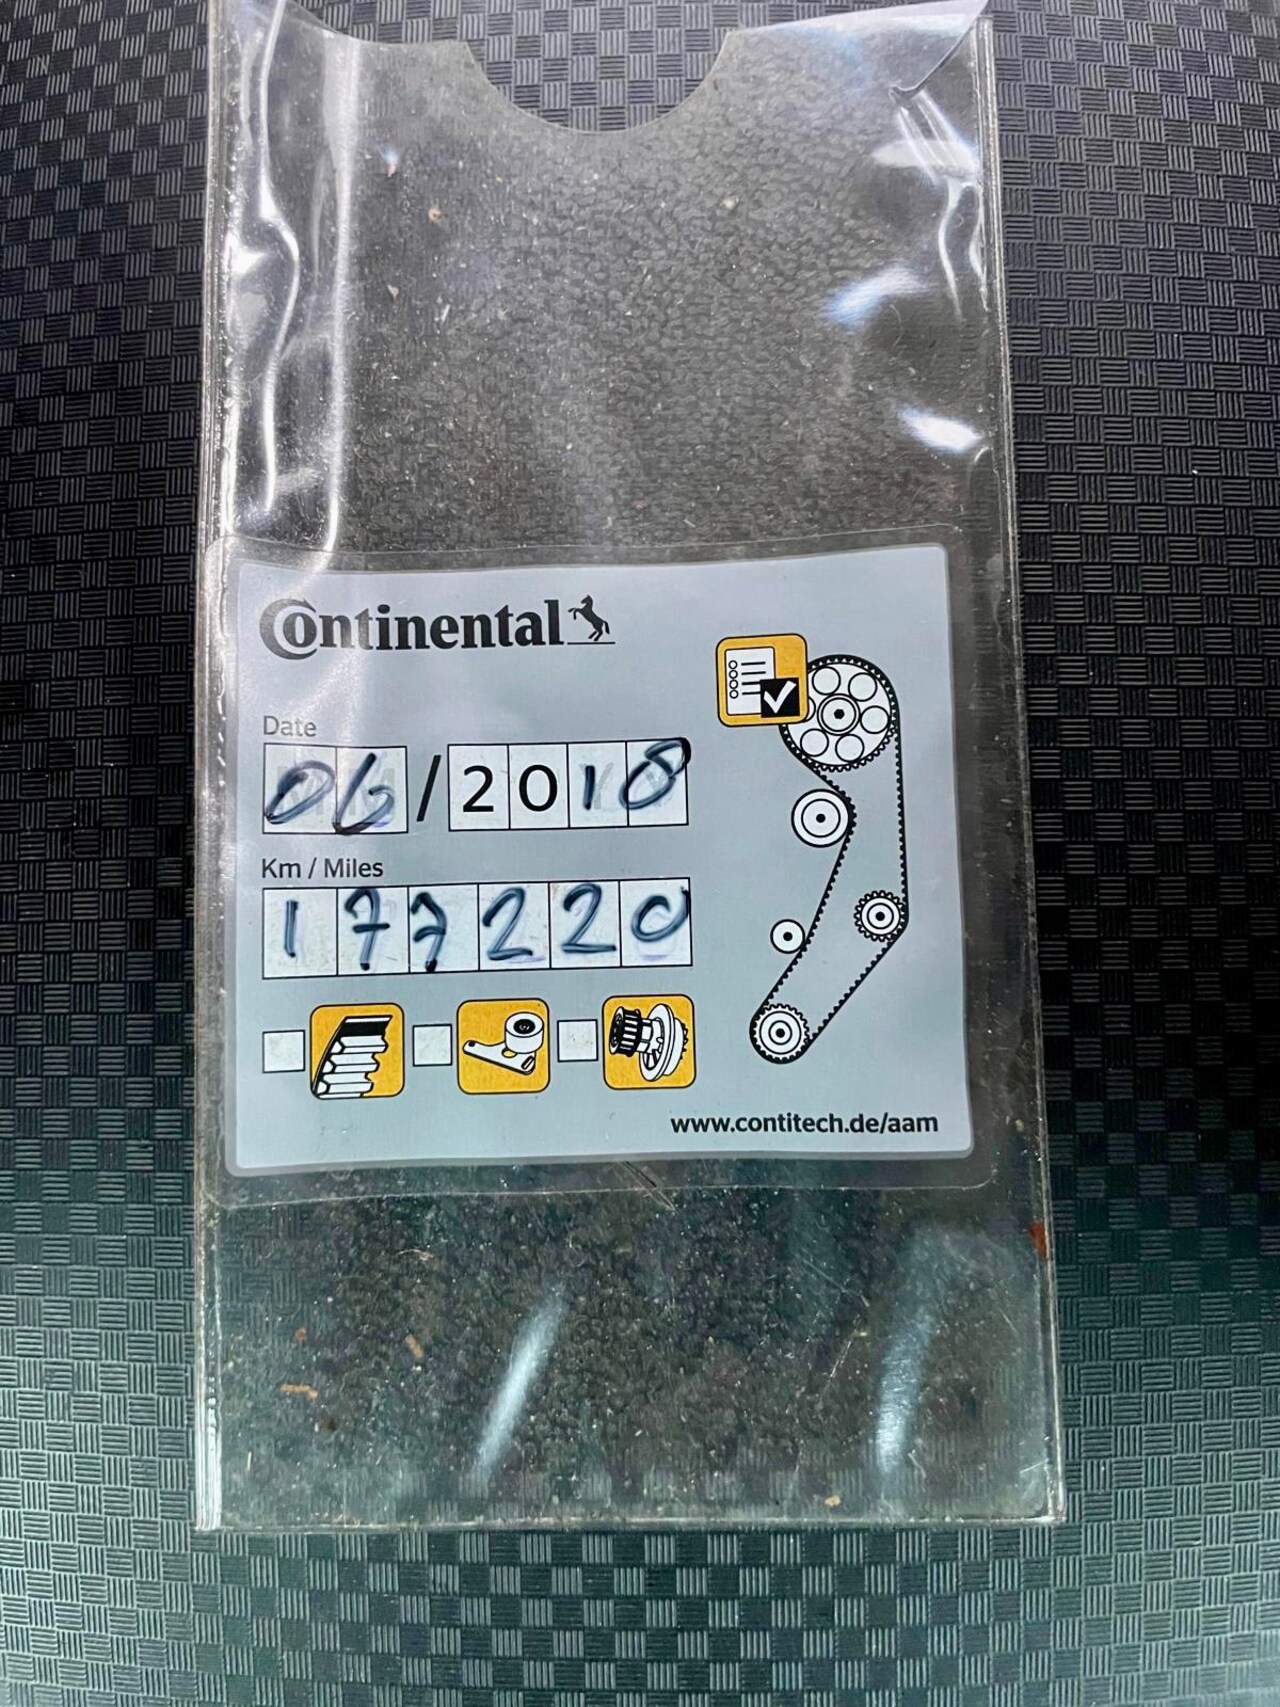 Continental
Date
06/2018
Km / Miles
177220
www.contitech.de/aam